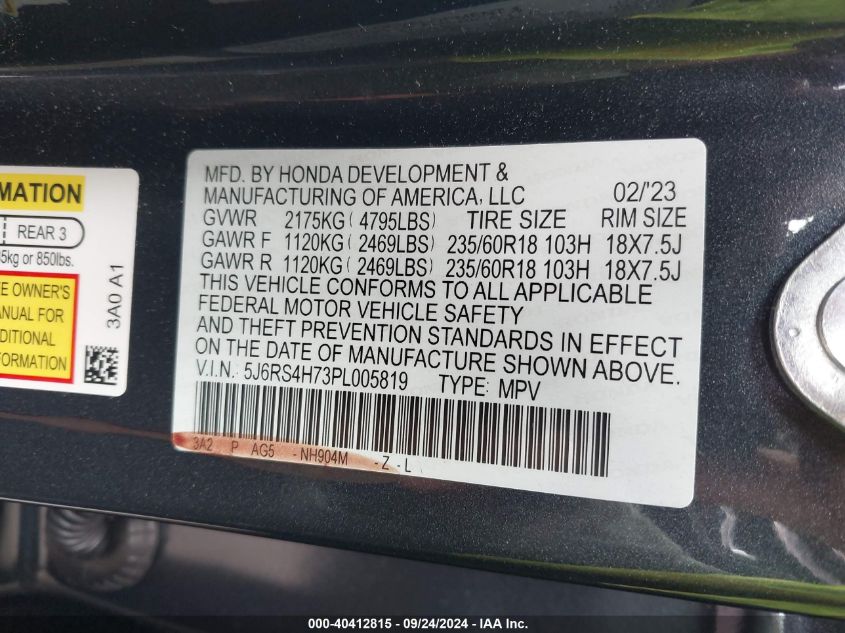 MATION
REAR 3
5kg or 850lbs.
E OWNER'S
ANUAL FOR
DITIONAL
FORMATION
3A0 A1
MFD. BY HONDA DEVELOPMENT &
MANUFACTURING OF AMERICA, LLC 02/'23
GVWR 2175KG ( 4795LBS) TIRE SIZE RIM SIZE
GAWR F 1120KG ( 2469LBS) 235/60R18 103H 18X7.5J
GAWR R 1120KG ( 2469LBS) 235/60R18 103H 18X7.5J
THIS VEHICLE CONFORMS TO ALL APPLICABLE
FEDERAL MOTOR VEHICLE SAFETY
AND THEFT PREVENTION STANDARDS IN EFFECT
ON THE DATE OF MANUFACTURE SHOWN ABOVE.
V.I.N.: 5J6RS4H73PL005819 TYPE: MPV
3A2 P AG5 -NH904M -Z -L
000-40412815 - 09/24/2024 - IAA Inc.